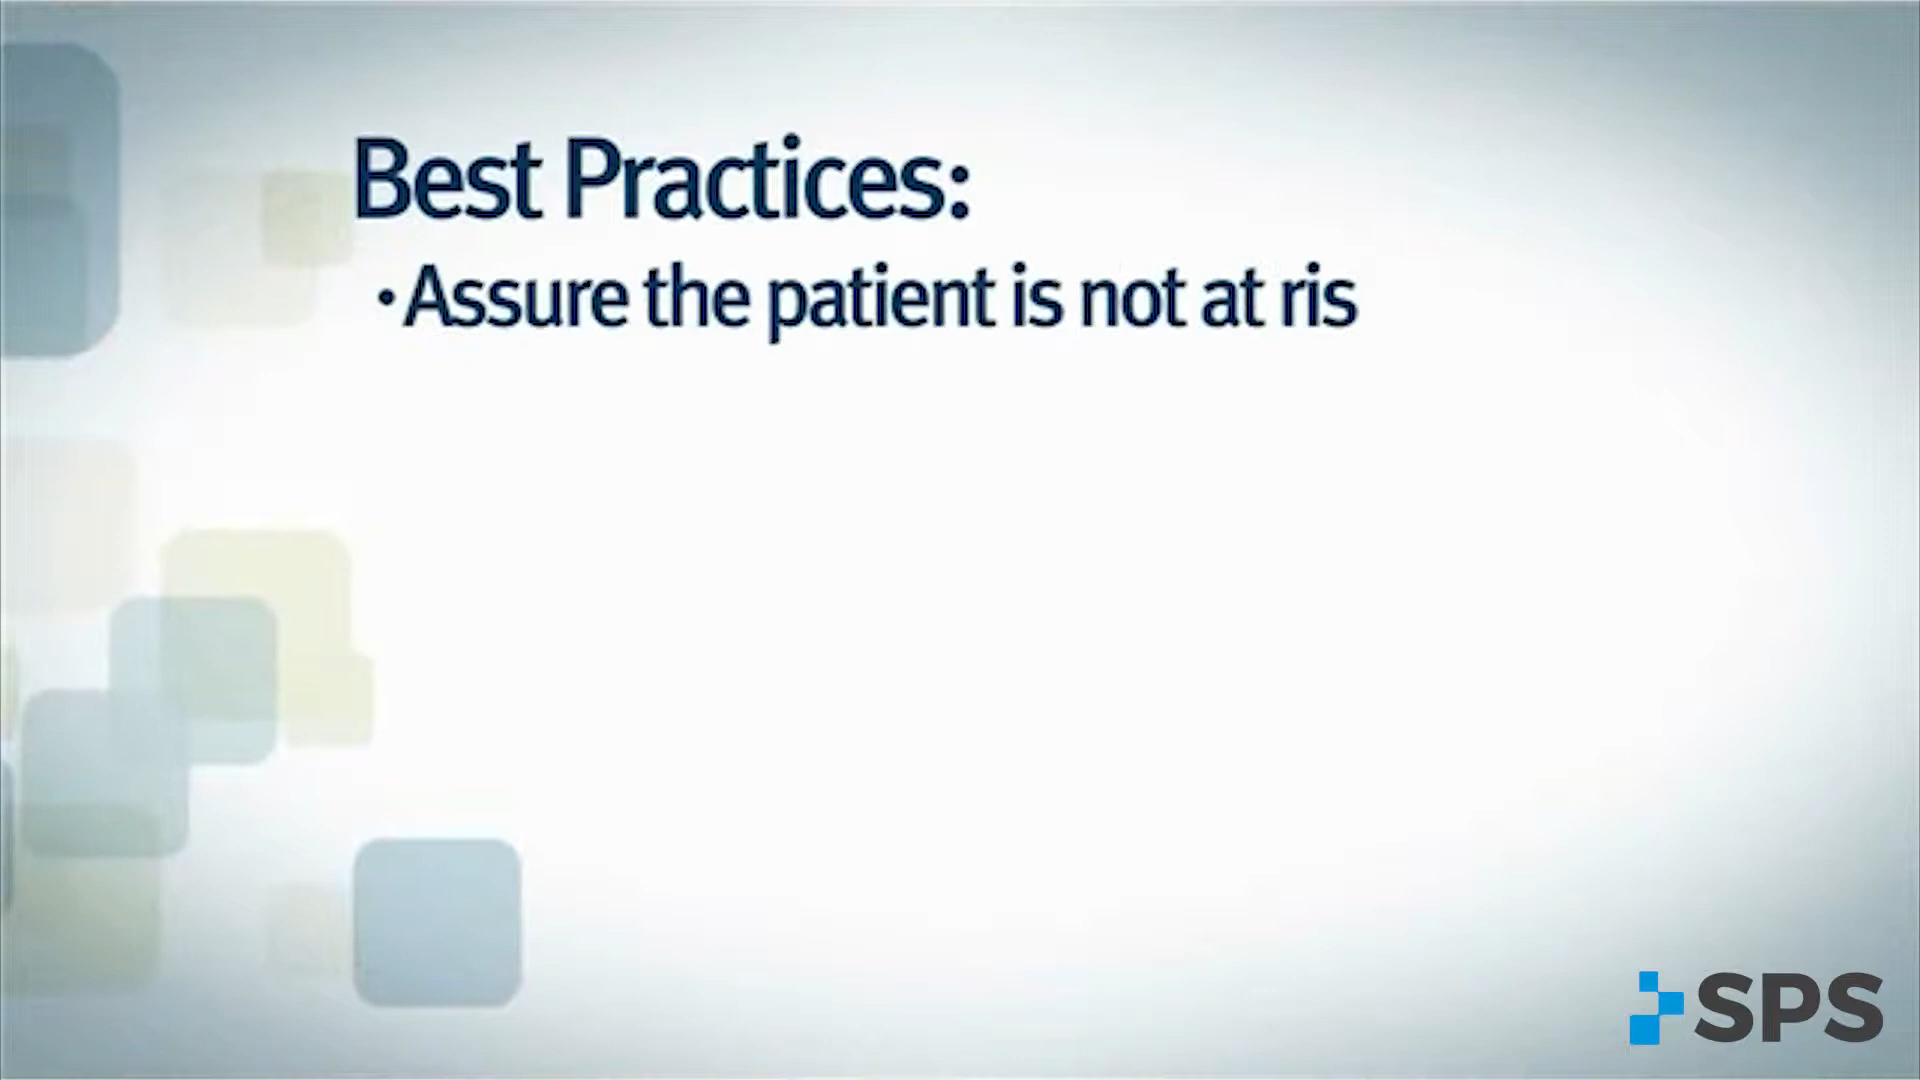 Best Practices:
•Assure the patient is not at ris
SPS